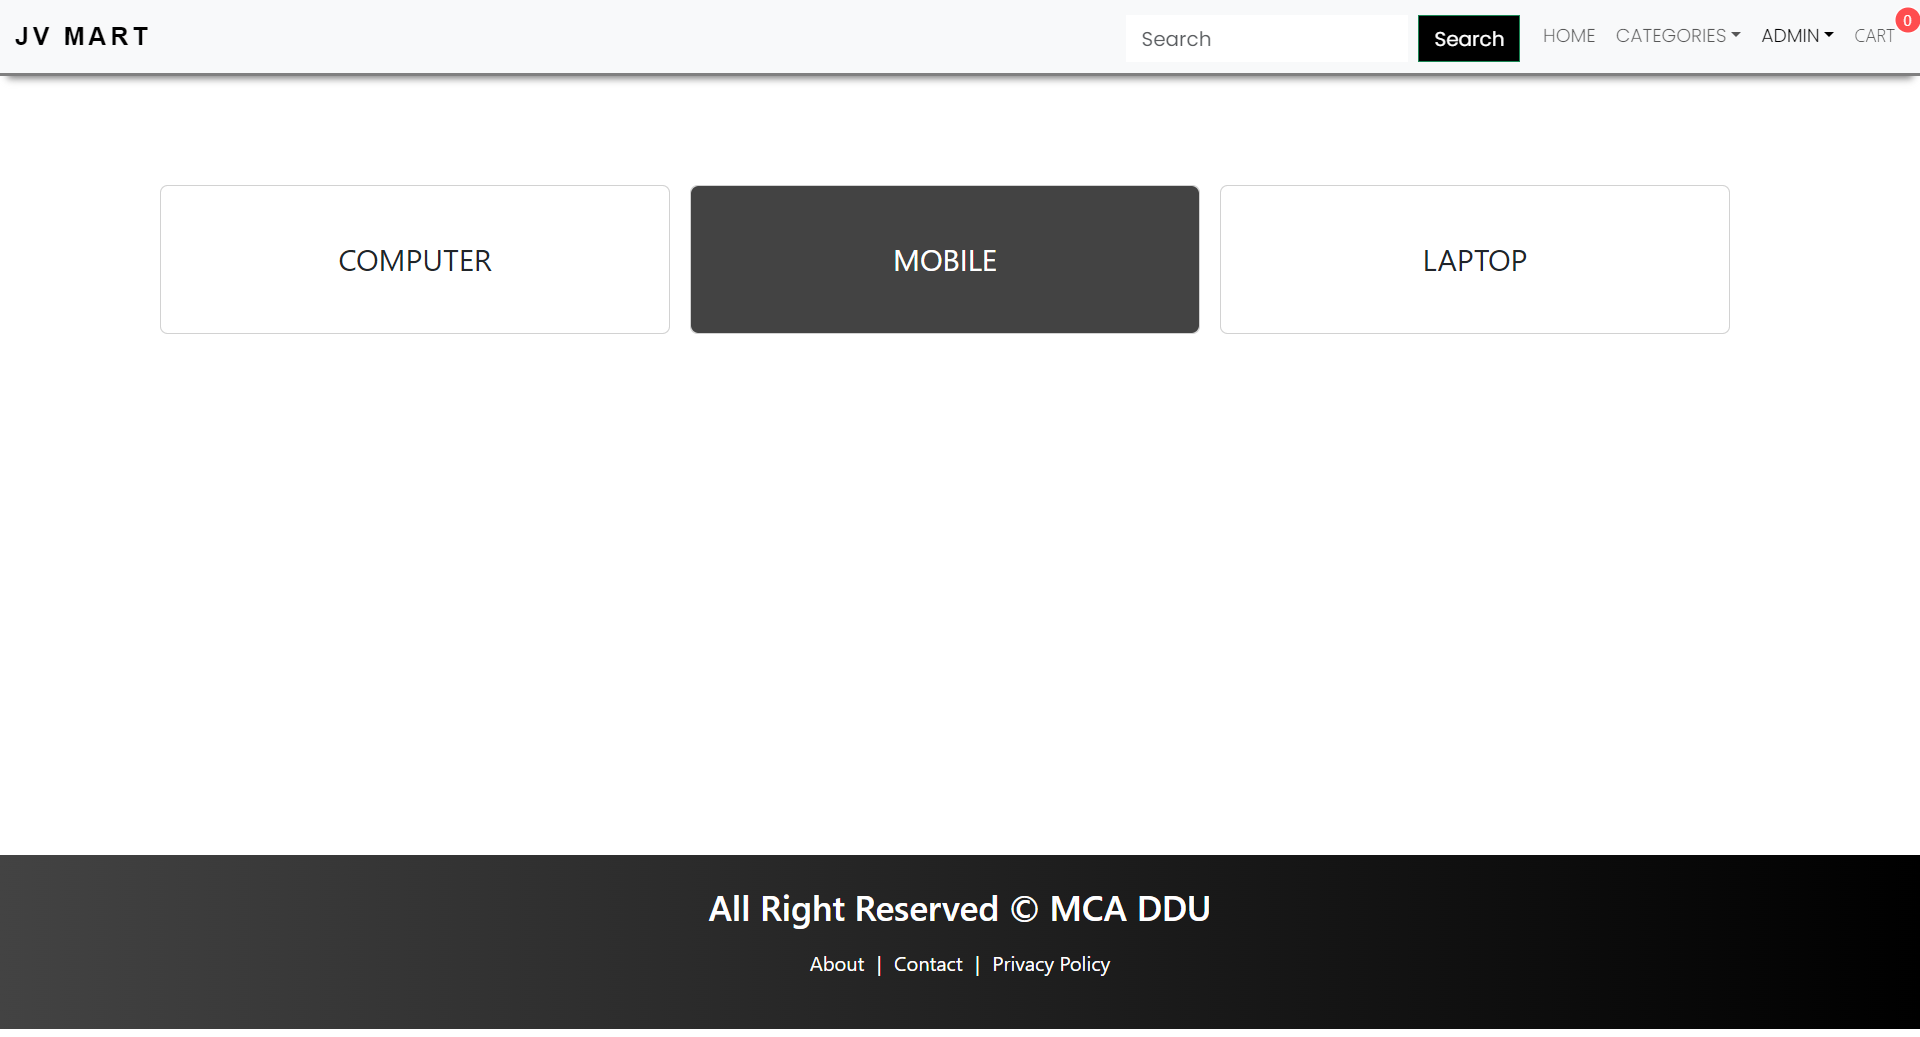 JV MART
Search
Search
HOME
CATEGORIES
ADMIN
CART
0
COMPUTER
MOBILE
LAPTOP
All Right Reserved © MCA DDU
About | Contact | Privacy Policy